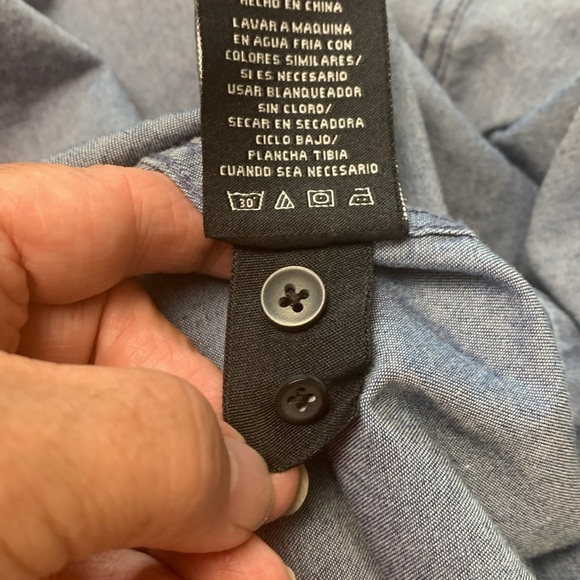 HECHO EN CHINA
LAVAR A MAQUINA
EN AGUA FRIA CON
COLORES SIMILARES/
SI ES NECESARIO
USAR BLANQUEADOR
SIN CLORO/
SECAR EN SECADORA
CICLO BAJO/
PLANCHA TIBIA
CUANDO SEA NECESARIO
30°